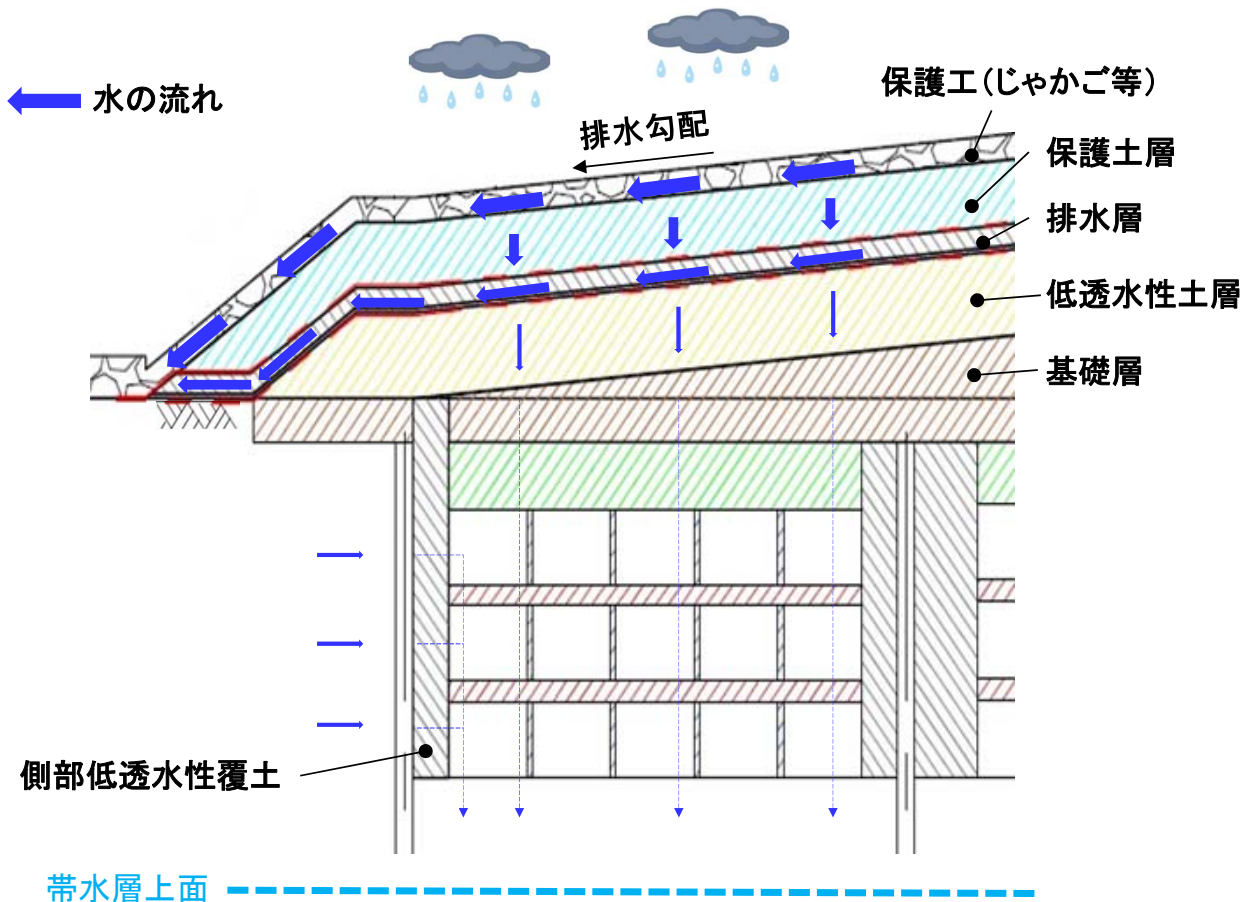 水の流れ
排水勾配
保護工(じゃかご等)
保護土層
排水層
低透水性土層
基礎層
側部低透水性覆土
帯水層上面